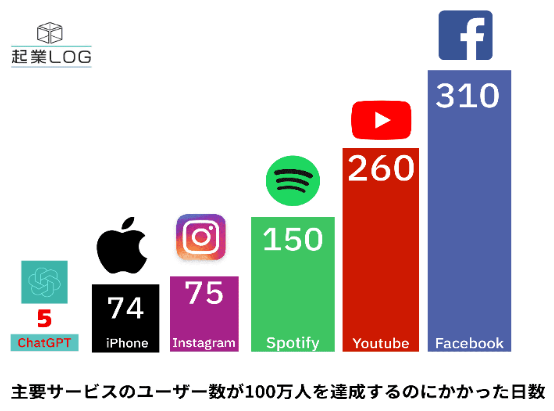 起業LOG
310
260
150
75
74
5
ChatGPT
iPhone
Instagram
Spotify
Youtube
Facebook
主要サービスのユーザー数が100万人を達成するのにかかった日数